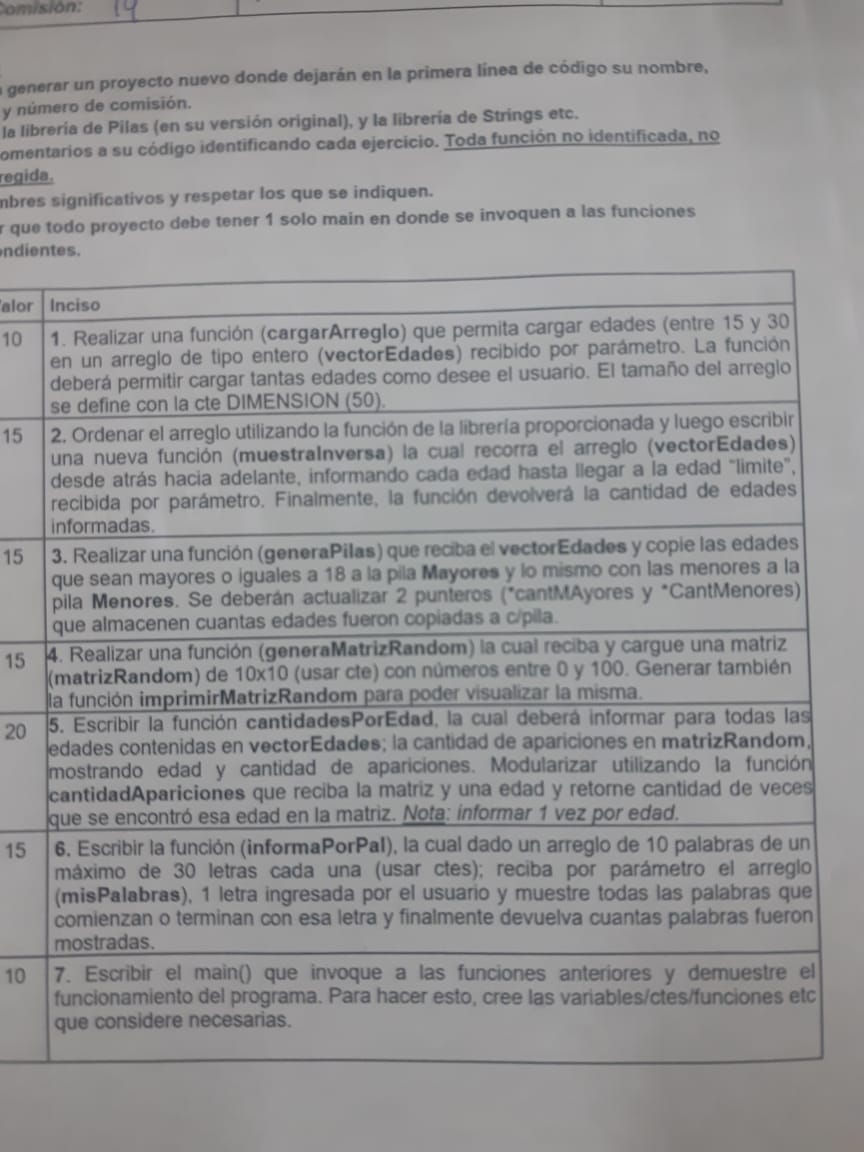 Comisión: 19
generar un proyecto nuevo donde dejarán en la primera línea de código su nombre,
y número de comisión.
la librería de Pilas (en su versión original), y la librería de Strings etc.
omentarios a su código identificando cada ejercicio. Toda función no identificada, no
regida.
mbres significativos y respetar los que se indiquen.
r que todo proyecto debe tener 1 solo main en donde se invoquen a las funciones
ondientes.
alor Inciso
10 1. Realizar una función (cargarArreglo) que permita cargar edades (entre 15 y 30
en un arreglo de tipo entero (vectorEdades) recibido por parámetro. La función
deberá permitir cargar tantas edades como desee el usuario. El tamaño del arreglo
se define con la cte DIMENSION (50).
15 2. Ordenar el arreglo utilizando la función de la librería proporcionada y luego escribir
una nueva función (muestraInversa) la cual recorra el arreglo (vectorEdades)
desde atrás hacia adelante, informando cada edad hasta llegar a la edad "limite",
recibida por parámetro. Finalmente, la función devolverá la cantidad de edades
informadas.
15 3. Realizar una función (generaPilas) que reciba el vectorEdades y copie las edades
que sean mayores o iguales a 18 a la pila Mayores y lo mismo con las menores a la
pila Menores. Se deberán actualizar 2 punteros (*cantMAyores y *CantMenores)
que almacenen cuantas edades fueron copiadas a c/pila.
15 4. Realizar una función (generaMatrizRandom) la cual reciba y cargue una matriz
(matrizRandom) de 10x10 (usar cte) con números entre 0 y 100. Generar también
la función imprimirMatrizRandom para poder visualizar la misma.
20 5. Escribir la función cantidadesPorEdad, la cual deberá informar para todas las
edades contenidas en vectorEdades; la cantidad de apariciones en matrizRandom,
mostrando edad y cantidad de apariciones. Modularizar utilizando la función
cantidadApariciones que reciba la matriz y una edad y retorne cantidad de veces
que se encontró esa edad en la matriz. Nota: informar 1 vez por edad.
15 6. Escribir la función (informaPorPal), la cual dado un arreglo de 10 palabras de un
máximo de 30 letras cada una (usar ctes); reciba por parámetro el arreglo
(misPalabras), 1 letra ingresada por el usuario y muestre todas las palabras que
comienzan o terminan con esa letra y finalmente devuelva cuantas palabras fueron
mostradas.
10 7. Escribir el main() que invoque a las funciones anteriores y demuestre el
funcionamiento del programa. Para hacer esto, cree las variables/ctes/funciones etc
que considere necesarias.